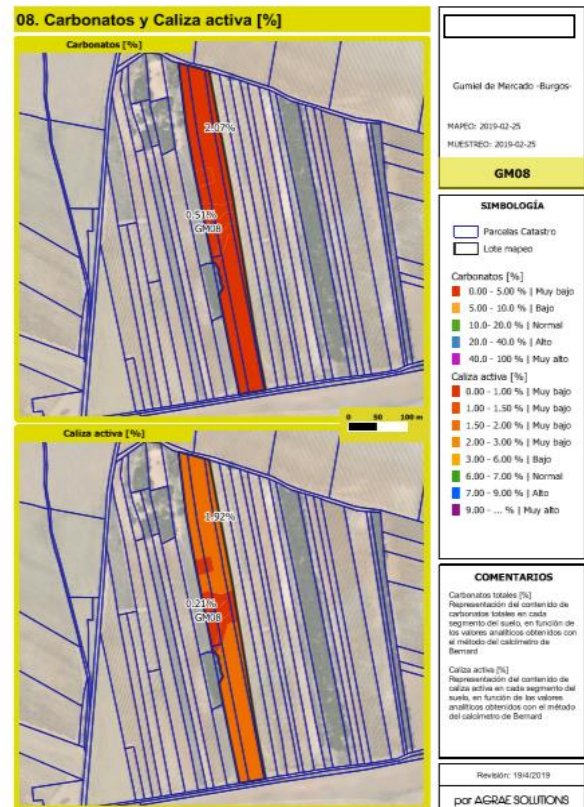 08. Carbonatos y Caliza activa [%]
Carbonatos [%]
2.07%
0.51%
GM08
0 50 100 m
Caliza activa [%]
1.92%
0.21%
GM08
Gumiel de Mercado -Burgos-
MAPEO: 2019-02-25
MUESTREO: 2019-02-25
GM08
SIMBOLOGÍA
Parcelas Catastro
Lote mapeo
Carbonatos [%]
0.00 - 5.00 % | Muy bajo
5.00 - 10.0 % | Bajo
10.0- 20.0 % | Normal
20.0 - 40.0 % | Alto
40.0 - 100 % | Muy alto
Caliza activa [%]
0.00 - 1.00 % | Muy bajo
1.00 - 1.50 % | Muy bajo
1.50 - 2.00 % | Muy bajo
2.00 - 3.00 % | Muy bajo
3.00 - 6.00 % | Bajo
6.00 - 7.00 % | Normal
7.00 - 9.00 % | Alto
9.00 - ... % | Muy alto
COMENTARIOS
Carbonatos totales [%]
Representación del contenido de
carbonatos totales en cada
segmento del suelo, en función de
los valores analíticos obtenidos con
el método del calcímetro de
Bernard
Caliza activa [%]
Representación del contenido de
caliza activa en cada segmento del
suelo, en función de los valores
analíticos obtenidos con el método
del calcímetro de Bernard
Revisión: 19/4/2019
por AGRAE SOLUTIONS